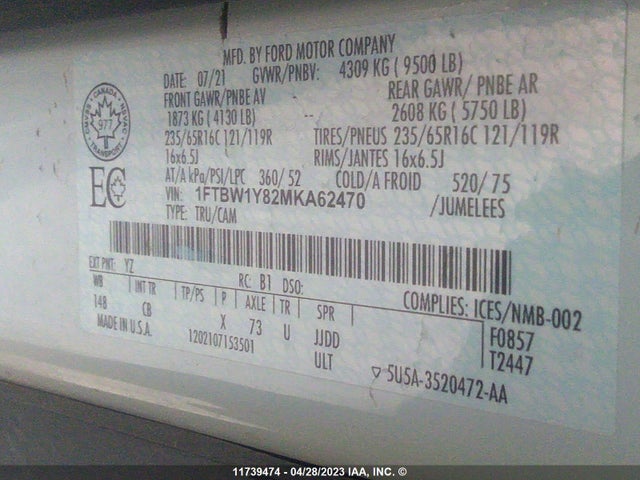 MFD. BY FORD MOTOR COMPANY
DATE: 07/21 GVWR/PNBV: 4309 KG ( 9500 LB)
FRONT GAWR/PNBE AV REAR GAWR/ PNBE AR
1873 KG ( 4130 LB) 2608 KG ( 5750 LB)
235/65R16C 121/119R TIRES/PNEUS 235/65R16C 121/119R
16x6.5J RIMS/JANTES 16x6.5J
AT/A kPa/PSI/LPC 360/ 52 COLD/A FROID 520/ 75
VIN: 1FTBW1Y82MKA62470 /JUMELEES
TYPE: TRU/CAM
CANADA
977
TRANSPORT
EC
EXT PNT: YZ RC: B1 DSO: COMPLIES: ICES/NMB-002
WB INT TR TP/PS R AXLE TR SPR F0857
148 CB X 73 U JJDD T2447
MADE IN U.S.A. 1202107153501 ULT 5U5A-3520472-AA
11739474 - 04/28/2023 IAA, INC. ©